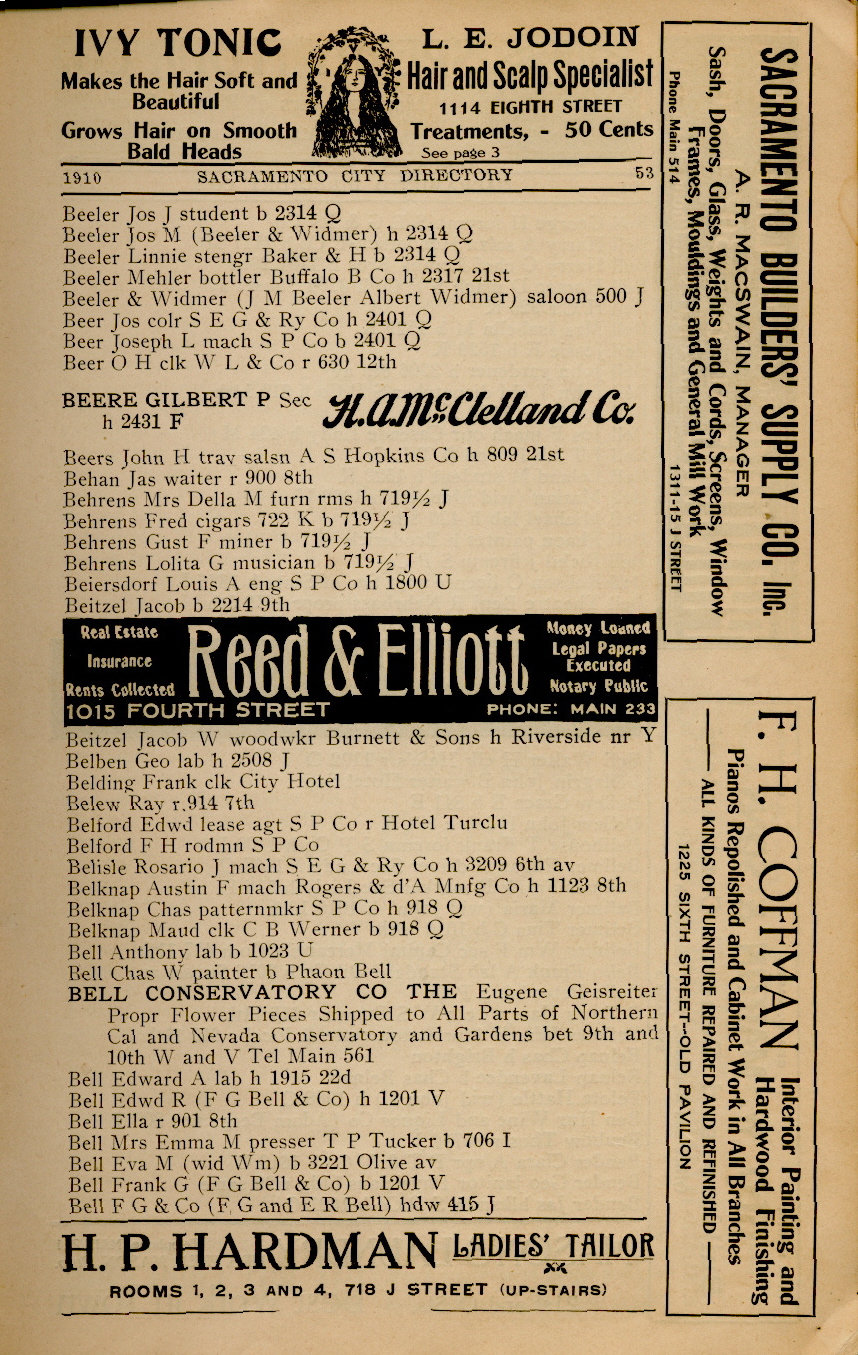 IVY TONIC
Makes the Hair Soft and
Beautiful
Grows Hair on Smooth
Bald Heads
L. E. JODOIN
Hair and Scalp Specialist
1114 EIGHTH STREET
Treatments, - 50 Cents
See page 3
1910 SACRAMENTO CITY DIRECTORY 53
Beeler Jos J student b 2314 Q
Beeler Jos M (Beeler & Widmer) h 2314 Q
Beeler Linnie stengr Baker & H b 2314 Q
Beeler Mehler bottler Buffalo B Co h 2317 21st
Beeler & Widmer (J M Beeler Albert Widmer) saloon 500 J
Beer Jos colr S E G & Ry Co h 2401 Q
Beer Joseph L mach S P Co b 2401 Q
Beer O H clk W L & Co r 630 12th
BEERE GILBERT P Sec H. A. McClelland Co.
h 2431 F
Beers John H trav salsn A S Hopkins Co h 809 21st
Behan Jas waiter r 900 8th
Behrens Mrs Della M furn rms h 719½ J
Behrens Fred cigars 722 K b 719½ J
Behrens Gust F miner b 719½ J
Behrens Lolita G musician b 719½ J
Beiersdorf Louis A eng S P Co h 1800 U
Beitzel Jacob b 2214 9th
Real Estate
Insurance
Rents Collected
Reed & Elliott
Money Loaned
Legal Papers
Executed
Notary Public
1015 FOURTH STREET PHONE: MAIN 233
Beitzel Jacob W woodwkr Burnett & Sons h Riverside nr Y
Belben Geo lab h 2508 J
Belding Frank clk City Hotel
Belew Ray r.914 7th
Belford Edwd lease agt S P Co r Hotel Turclu
Belford F H rodmn S P Co
Belisle Rosario J mach S E G & Ry Co h 3209 6th av
Belknap Austin F mach Rogers & d'A Mnfg Co h 1123 8th
Belknap Chas patternmkr S P Co h 918 Q
Belknap Maud clk C B Werner b 918 Q
Bell Anthony lab b 1023 U
Bell Chas W painter b Phaon Bell
BELL CONSERVATORY CO THE Eugene Geisreiter
Propr Flower Pieces Shipped to All Parts of Northern
Cal and Nevada Conservatory and Gardens bet 9th and
10th W and V Tel Main 561
Bell Edward A lab h 1915 22d
Bell Edwd R (F G Bell & Co) h 1201 V
Bell Ella r 901 8th
Bell Mrs Emma M presser T P Tucker b 706 I
Bell Eva M (wid Wm) b 3221 Olive av
Bell Frank G (F G Bell & Co) b 1201 V
Bell F G & Co (F G and E R Bell) hdw 415 J
H. P. HARDMAN LADIES' TAILOR
ROOMS 1, 2, 3 AND 4, 718 J STREET (UP-STAIRS)
SACRAMENTO BUILDERS' SUPPLY CO. Inc.
A. R. MACSWAIN, MANAGER
Sash, Doors, Glass, Weights and Cords, Screens, Window
Frames, Mouldings and General Mill Work
Phone Main 514 1311-15 J STREET
F. H. COFFMAN Interior Painting and
Hardwood Finishing
Pianos Repolished and Cabinet Work in All Branches
ALL KINDS OF FURNITURE REPAIRED AND REFINISHED
1225 SIXTH STREET--OLD PAVILION